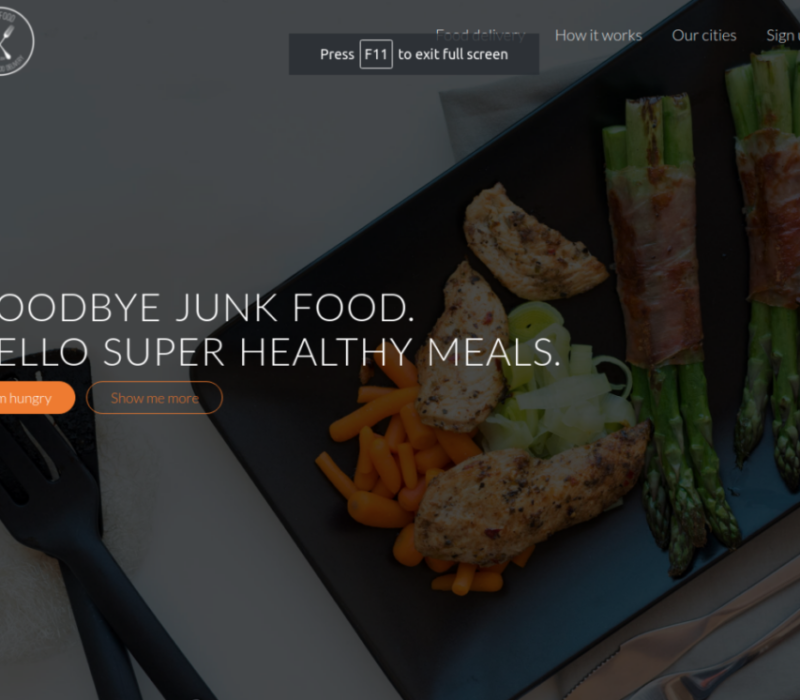 Food delivery How it works Our cities Sign u
Press F11 to exit full screen
OODBYE JUNK FOOD.
ELLO SUPER HEALTHY MEALS.
m hungry Show me more